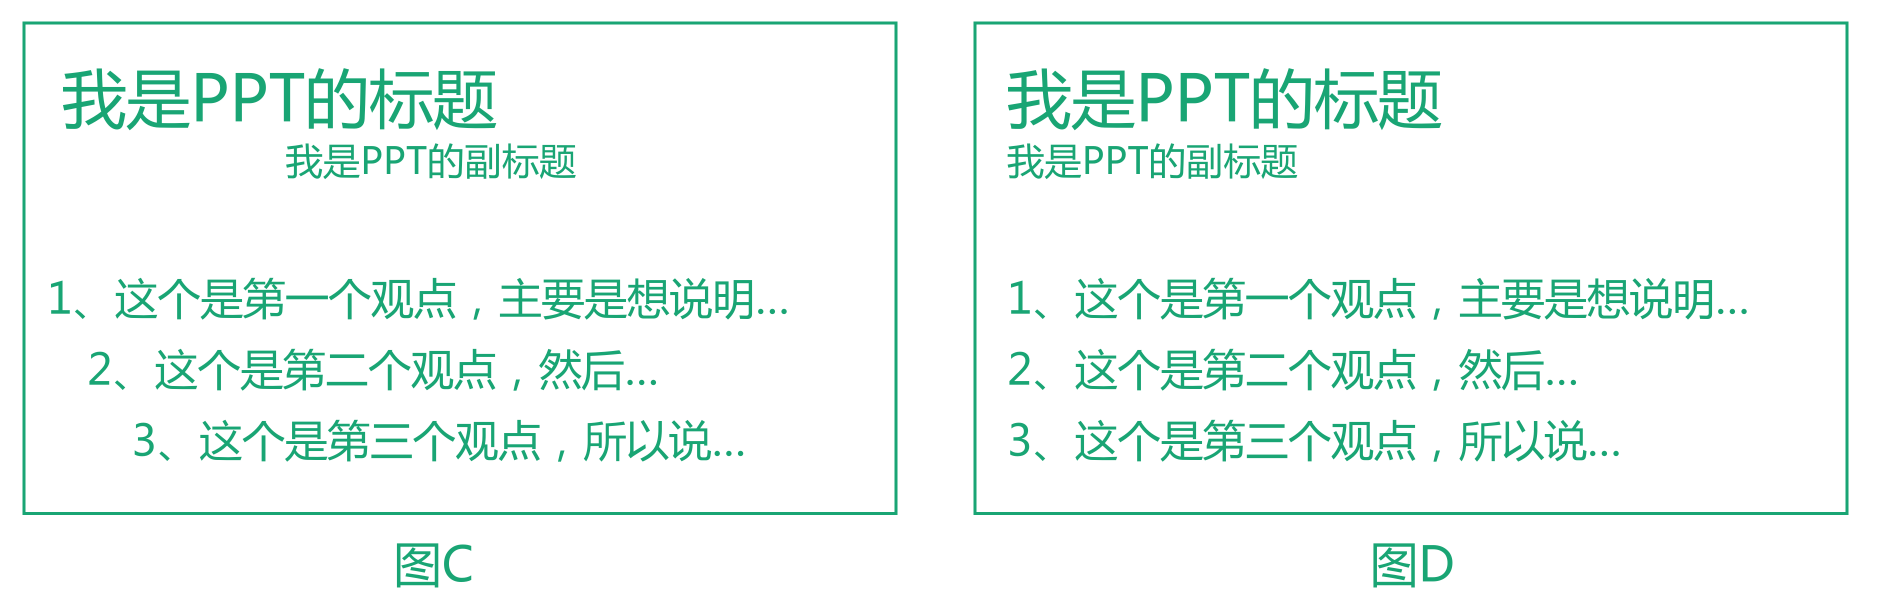 我是PPT的标题
我是PPT的副标题
1、这个是第一个观点，主要是想说明...
2、这个是第二个观点，然后...
3、这个是第三个观点，所以说...
图C
我是PPT的标题
我是PPT的副标题
1、这个是第一个观点，主要是想说明...
2、这个是第二个观点，然后...
3、这个是第三个观点，所以说...
图D